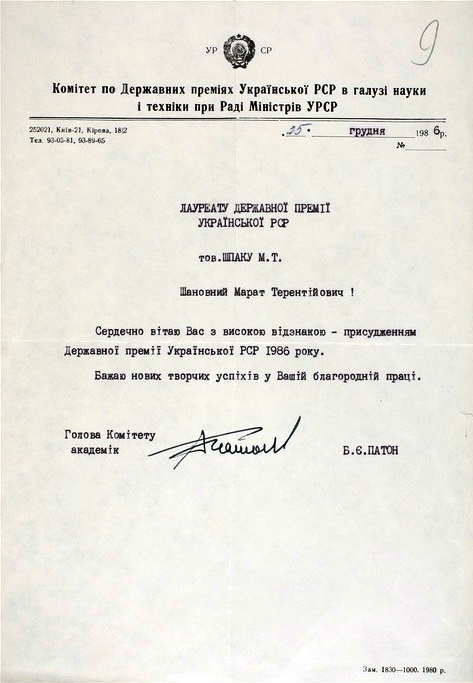 9
УР СР
Комітет по Державних преміях Української РСР в галузі науки
і техніки при Раді Міністрів УРСР
252021, Київ-21, Кірова, 18/2
Тел. 93-05-81, 93-89-65
„25" грудня 1986р.
№
ЛАУРЕАТУ ДЕРЖАВНОЇ ПРЕМІЇ
УКРАЇНСЬКОЇ РСР
тов.ШПАКУ М.Т.
Шановний Марат Терентійович !
Сердечно вітаю Вас з високою відзнакою – присудженням
Державної премії Української РСР 1986 року.
Бажаю нових творчих успіхів у Вашій благородній праці.
Голова Комітету
академік
Б.Є.ПАТОН
Зам. 1830—1000. 1980 р.